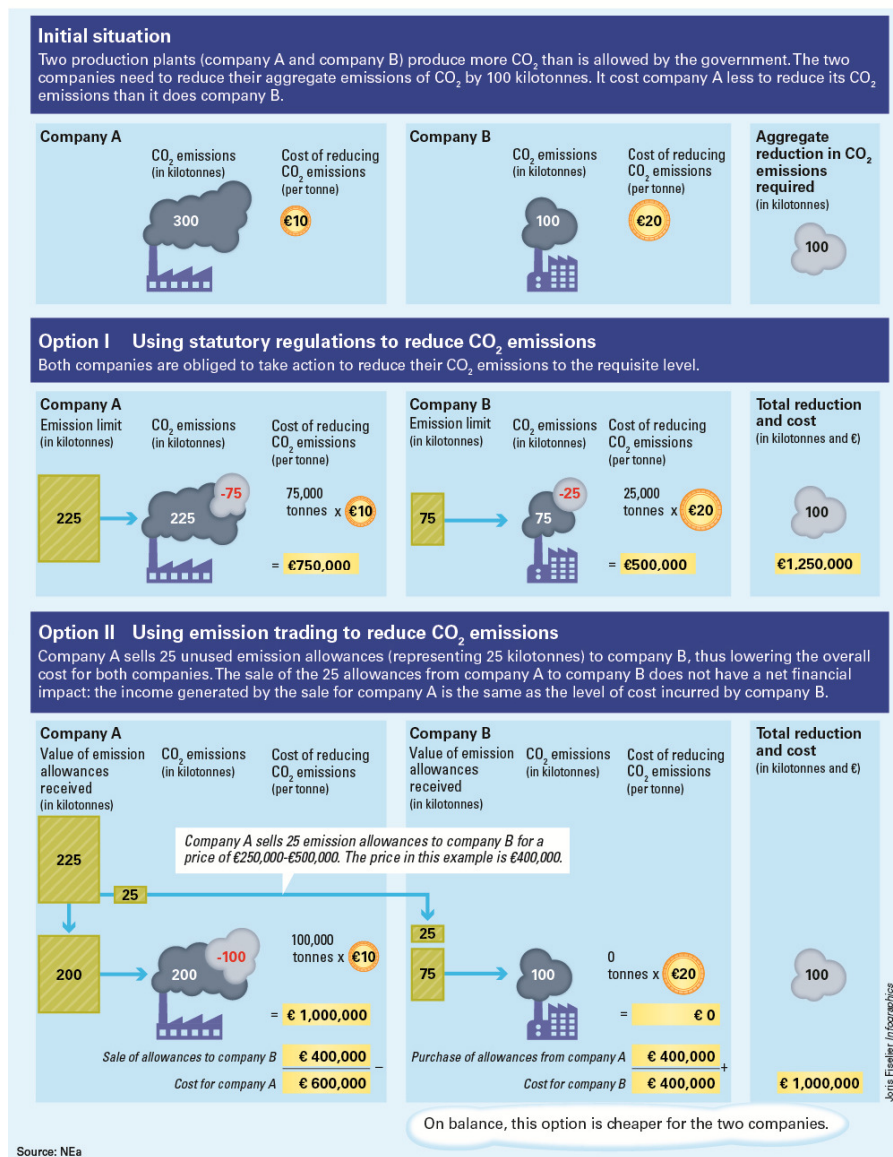 Initial situation
Two production plants (company A and company B) produce more CO₂ than is allowed by the government. The two
companies need to reduce their aggregate emissions of CO₂ by 100 kilotonnes. It cost company A less to reduce its CO₂
emissions than it does company B.
Company A
CO₂ emissions
(in kilotonnes)
Cost of reducing
CO₂ emissions
(per tonne)
300
€10
Company B
CO₂ emissions
(in kilotonnes)
Cost of reducing
CO₂ emissions
(per tonne)
100
€20
Aggregate
reduction in CO₂
emissions
required
(in kilotonnes)
100
Option I Using statutory regulations to reduce CO₂ emissions
Both companies are obliged to take action to reduce their CO₂ emissions to the requisite level.
Company A
Emission limit
(in kilotonnes)
CO₂ emissions
(in kilotonnes)
Cost of reducing
CO₂ emissions
(per tonne)
225
-75
225
75,000
tonnes x €10
= €750,000
Company B
Emission limit
(in kilotonnes)
CO₂ emissions
(in kilotonnes)
Cost of reducing
CO₂ emissions
(per tonne)
75
-25
75
25,000
tonnes x €20
= €500,000
Total reduction
and cost
(in kilotonnes and €)
100
€1,250,000
Option II Using emission trading to reduce CO₂ emissions
Company A sells 25 unused emission allowances (representing 25 kilotonnes) to company B, thus lowering the overall
cost for both companies. The sale of the 25 allowances from company A to company B does not have a net financial
impact: the income generated by the sale for company A is the same as the level of cost incurred by company B.
Company A
Value of emission
allowances
received
(in kilotonnes)
CO₂ emissions
(in kilotonnes)
Cost of reducing
CO₂ emissions
(per tonne)
Company B
Value of emission
allowances
received
(in kilotonnes)
CO₂ emissions
(in kilotonnes)
Cost of reducing
CO₂ emissions
(per tonne)
Total reduction
and cost
(in kilotonnes and €)
Company A sells 25 emission allowances to company B for a
price of €250,000-€500,000. The price in this example is €400,000.
225
25
200
-100
200
100,000
tonnes x €10
= € 1,000,000
Sale of allowances to company B € 400,000 –
Cost for company A € 600,000
25
75
100
0
tonnes x €20
= € 0
Purchase of allowances from company A € 400,000 +
Cost for company B € 400,000
100
€ 1,000,000
On balance, this option is cheaper for the two companies.
Joris Fiselier Infographics
Source: NEa